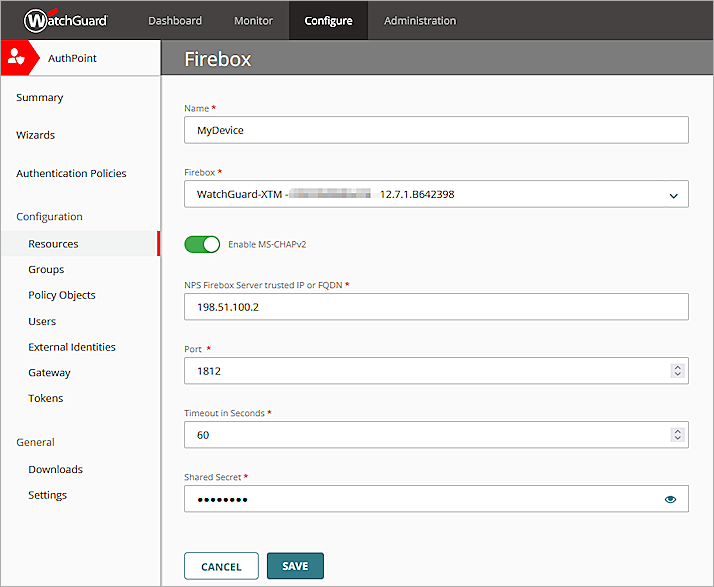 WatchGuard
Dashboard Monitor Configure Administration
AuthPoint
Firebox
Summary
Wizards
Authentication Policies
Configuration
Resources
Groups
Policy Objects
Users
External Identities
Gateway
Tokens
General
Downloads
Settings
Name *
MyDevice
Firebox *
WatchGuard-XTM - 12.7.1.B642398
Enable MS-CHAPv2
NPS Firebox Server trusted IP or FQDN *
198.51.100.2
Port *
1812
Timeout in Seconds *
60
Shared Secret *
••••••••
CANCEL SAVE